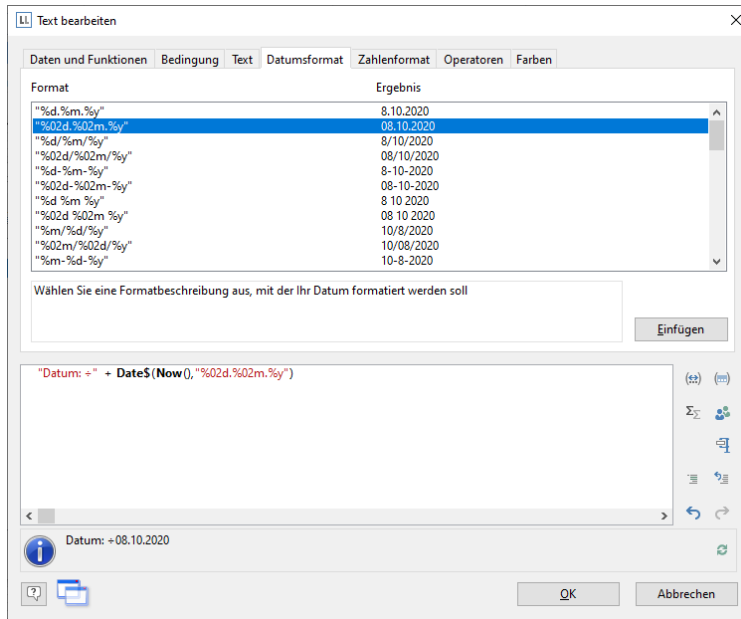 LL Text bearbeiten
Daten und Funktionen Bedingung Text Datumsformat Zahlenformat Operatoren Farben
Format Ergebnis
"%d.%m.%y" 8.10.2020
"%02d.%02m.%y" 08.10.2020
"%d/%m/%y" 8/10/2020
"%02d/%02m/%y" 08/10/2020
"%d-%m-%y" 8-10-2020
"%02d-%02m-%y" 08-10-2020
"%d %m %y" 8 10 2020
"%02d %02m %y" 08 10 2020
"%m/%d/%y" 10/8/2020
"%02m/%02d/%y" 10/08/2020
"%m-%d-%y" 10-8-2020
Wählen Sie eine Formatbeschreibung aus, mit der Ihr Datum formatiert werden soll
Einfügen
"Datum: ÷" + Date$(Now(),"%02d.%02m.%y")
Datum: ÷08.10.2020
OK Abbrechen